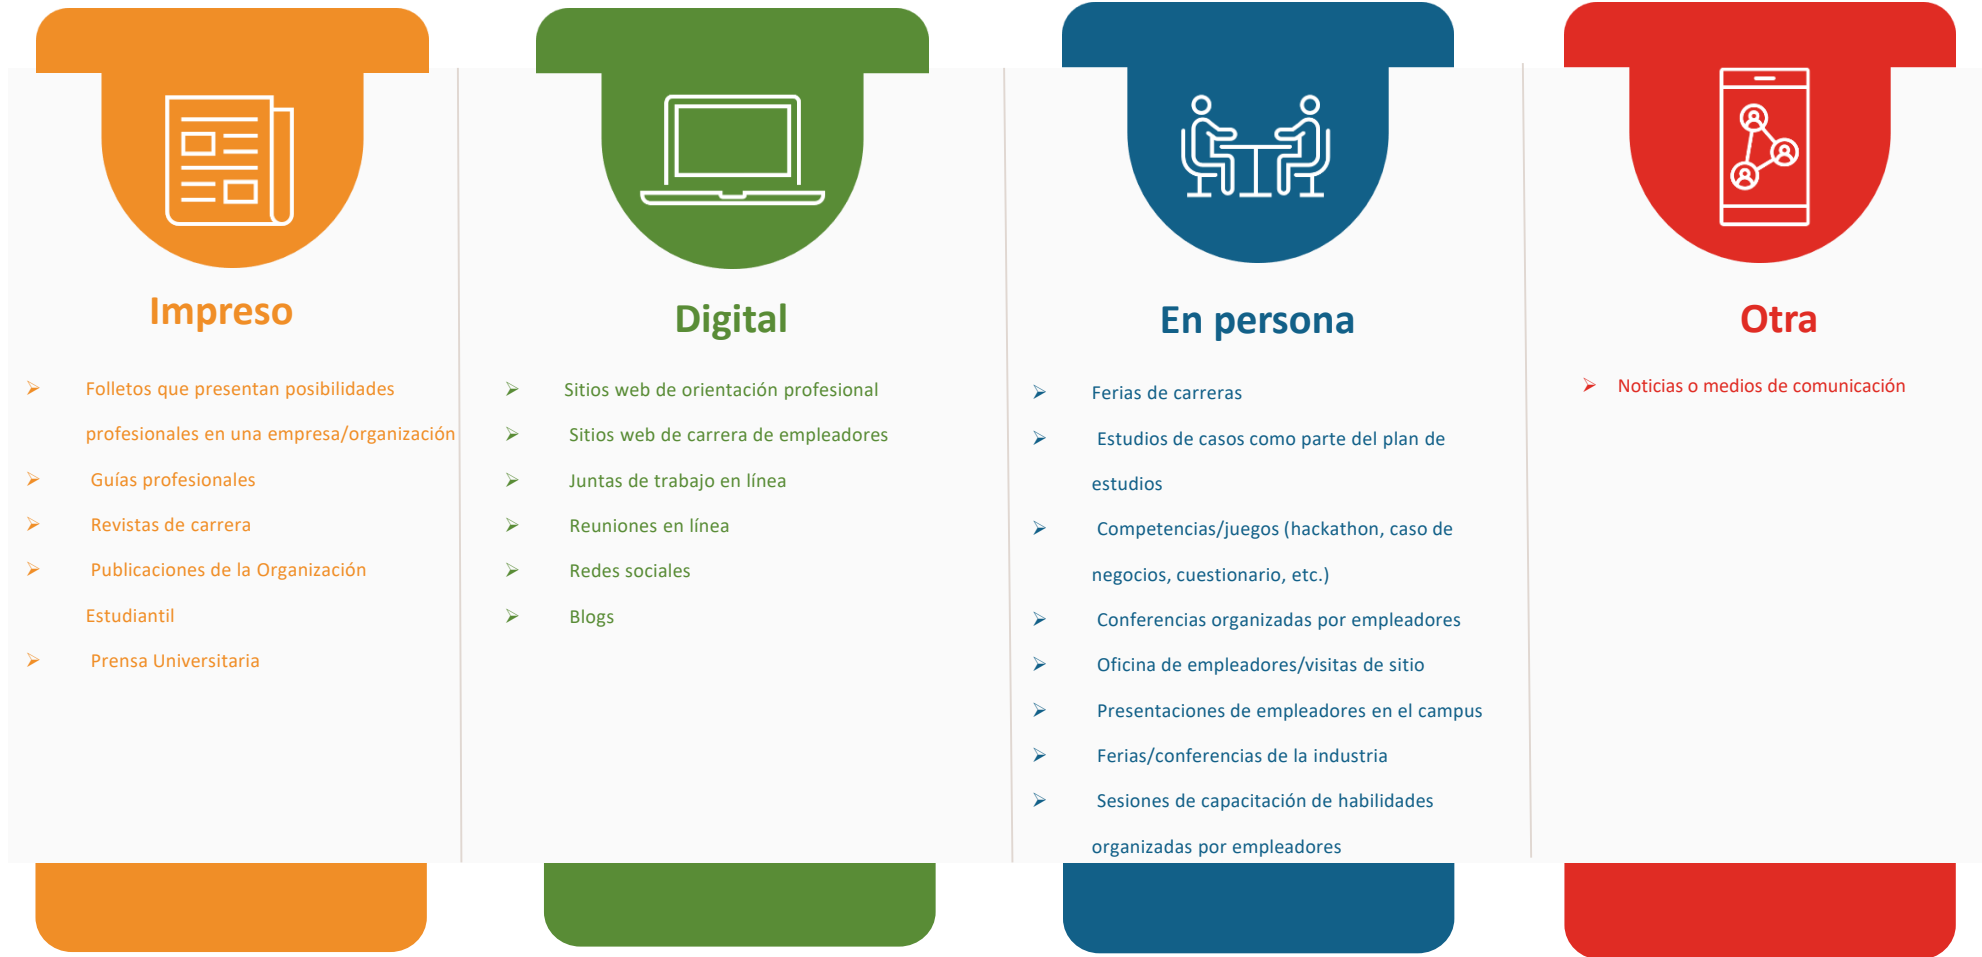 Impreso
Folletos que presentan posibilidades
profesionales en una empresa/organización
Guías profesionales
Revistas de carrera
Publicaciones de la Organización
Estudiantil
Prensa Universitaria
Digital
Sitios web de orientación profesional
Sitios web de carrera de empleadores
Juntas de trabajo en línea
Reuniones en línea
Redes sociales
Blogs
En persona
Ferias de carreras
Estudios de casos como parte del plan de
estudios
Competencias/juegos (hackathon, caso de
negocios, cuestionario, etc.)
Conferencias organizadas por empleadores
Oficina de empleadores/visitas de sitio
Presentaciones de empleadores en el campus
Ferias/conferencias de la industria
Sesiones de capacitación de habilidades
organizadas por empleadores
Otra
Noticias o medios de comunicación